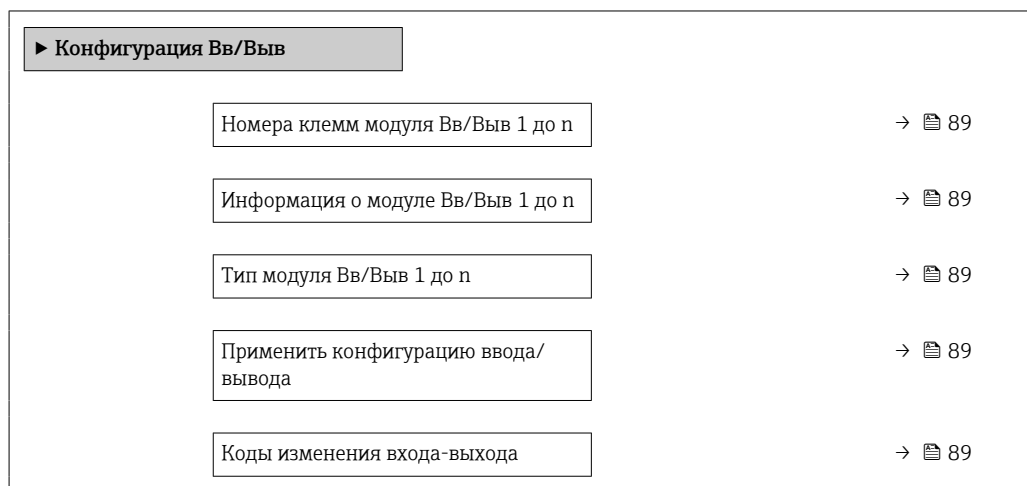 ▶ Конфигурация Вв/Выв
Номера клемм модуля Вв/Выв 1 до n → 89
Информация о модуле Вв/Выв 1 до n → 89
Тип модуля Вв/Выв 1 до n → 89
Применить конфигурацию ввода/ → 89
вывода
Коды изменения входа-выхода → 89